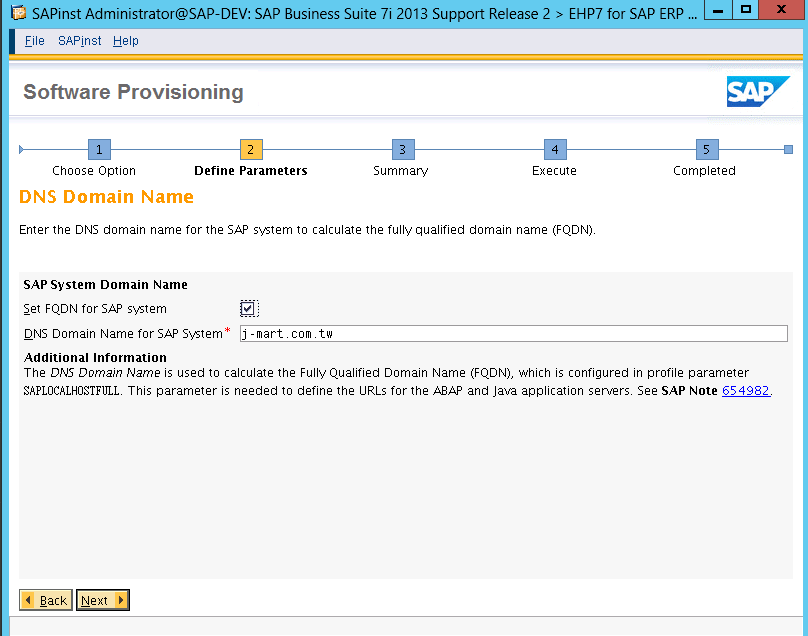 SAPinst Administrator@SAP-DEV: SAP Business Suite 7i 2013 Support Release 2 > EHP7 for SAP ERP ...
File SAPinst Help
Software Provisioning
SAP
1 2 3 4 5
Choose Option Define Parameters Summary Execute Completed
DNS Domain Name
Enter the DNS domain name for the SAP system to calculate the fully qualified domain name (FQDN).
SAP System Domain Name
Set FQDN for SAP system
DNS Domain Name for SAP System* j-mart.com.tw
Additional Information
The DNS Domain Name is used to calculate the Fully Qualified Domain Name (FQDN), which is configured in profile parameter
SAPLOCALHOSTFULL. This parameter is needed to define the URLs for the ABAP and Java application servers. See SAP Note 654982.
Back Next